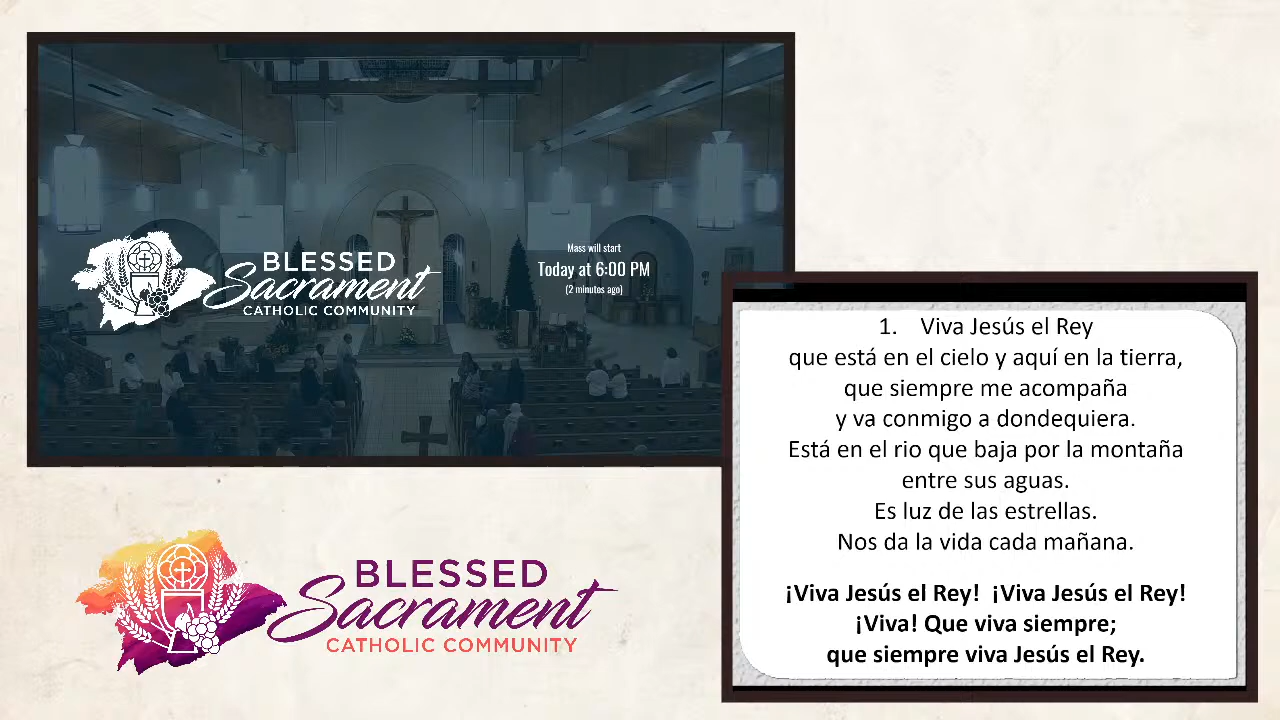 BLESSED
Sacrament
CATHOLIC COMMUNITY
Mass will start
Today at 6:00 PM
(2 minutes ago)
1. Viva Jesús el Rey
que está en el cielo y aquí en la tierra,
que siempre me acompaña
y va conmigo a dondequiera.
Está en el rio que baja por la montaña
entre sus aguas.
Es luz de las estrellas.
Nos da la vida cada mañana.
¡Viva Jesús el Rey! ¡Viva Jesús el Rey!
¡Viva! Que viva siempre;
que siempre viva Jesús el Rey.
BLESSED
Sacrament
CATHOLIC COMMUNITY